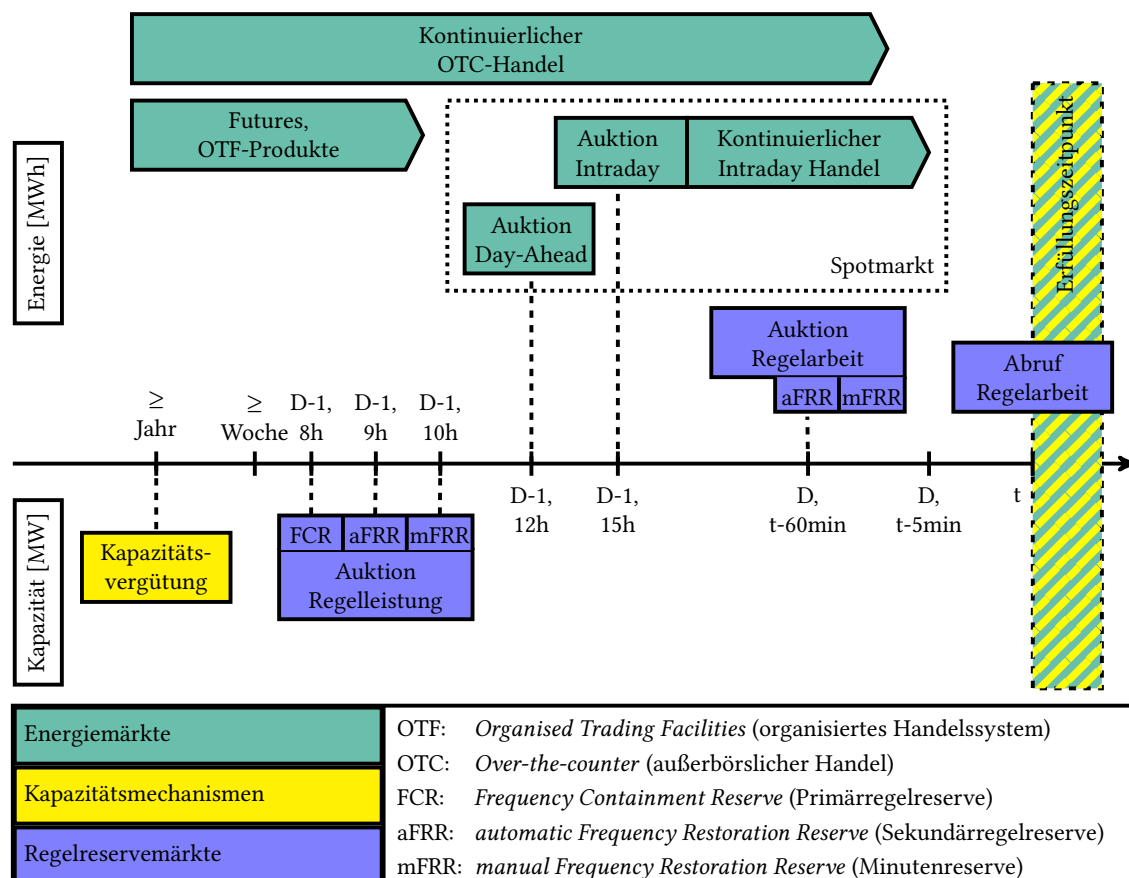 Kontinuierlicher
OTC-Handel
Futures,
OTF-Produkte
Auktion
Intraday
Kontinuierlicher
Intraday Handel
Auktion
Day-Ahead
Spotmarkt
Energie [MWh]
Erfüllungszeitpunkt
Auktion
Regelarbeit
aFRR
mFRR
Abruf
Regelarbeit
≥
Jahr
≥
Woche
D-1,
8h
D-1,
9h
D-1,
10h
D-1,
12h
D-1,
15h
D,
t-60min
D,
t-5min
t
Kapazität [MW]
Kapazitäts-
vergütung
FCR
aFRR
mFRR
Auktion
Regelleistung
Energiemärkte
Kapazitätsmechanismen
Regelreservemärkte
OTF: Organised Trading Facilities (organisiertes Handelssystem)
OTC: Over-the-counter (außerbörslicher Handel)
FCR: Frequency Containment Reserve (Primärregelreserve)
aFRR: automatic Frequency Restoration Reserve (Sekundärregelreserve)
mFRR: manual Frequency Restoration Reserve (Minutenreserve)